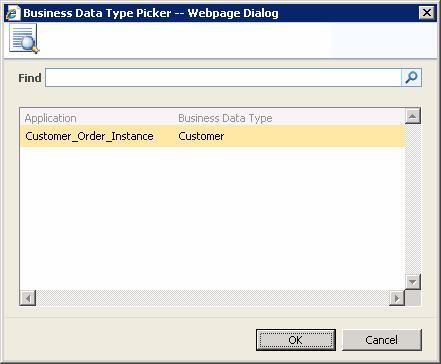 Business Data Type Picker -- Webpage Dialog
Find
Application Business Data Type
Customer_Order_Instance Customer
OK Cancel